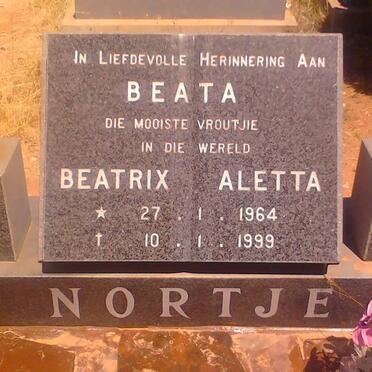 IN LIEFDEVOLLE HERINNERING AAN
BEATA
DIE MOOISTE VROUTJIE
IN DIE WERELD
BEATRIX ALETTA
★ 27 . 1 . 1964
† 10 . 1 . 1999
NORTJE